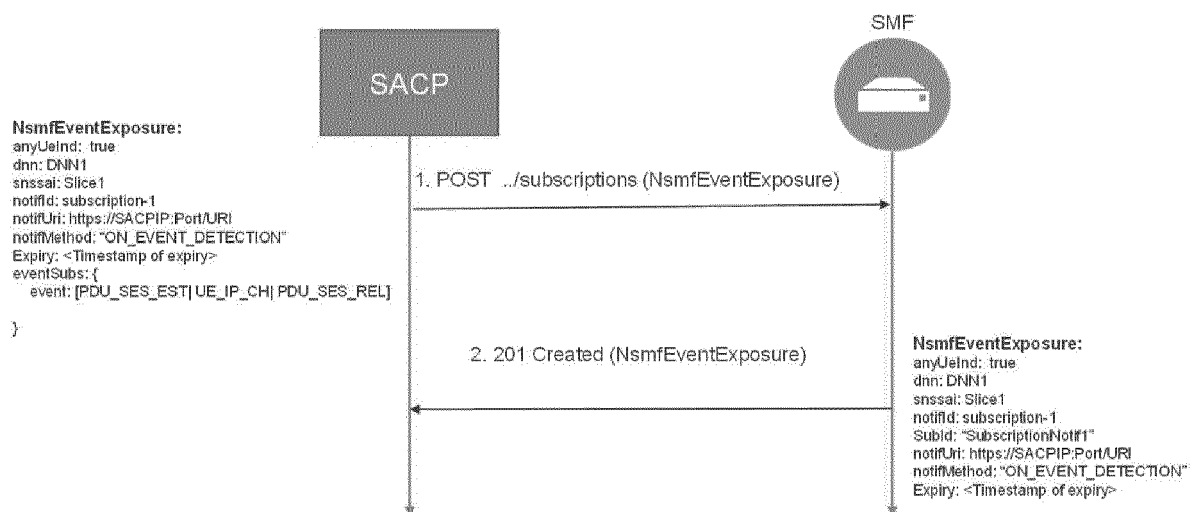 SMF
SACP
NsmfEventExposure:
anyUeInd: true
dnn: DNN1
snssai: Slice1
notifId: subscription-1
notifUri: https://SACPIP:Port/URI
notifMethod: "ON_EVENT_DETECTION"
Expiry: <Timestamp of expiry>
eventSubs: {
event: [PDU_SES_EST| UE_IP_CH| PDU_SES_REL]
}
1. POST .../subscriptions (NsmfEventExposure)
2. 201 Created (NsmfEventExposure)
NsmfEventExposure:
anyUeInd: true
dnn: DNN1
snssai: Slice1
notifId: subscription-1
SubId: "SubscriptionNotif1"
notifUri: https://SACPIP:Port/URI
notifMethod: "ON_EVENT_DETECTION"
Expiry: <Timestamp of expiry>